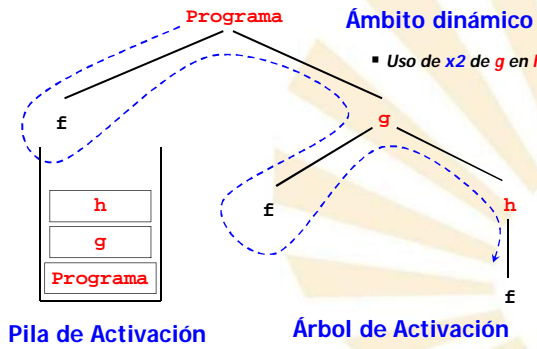 Programa
Ámbito dinámico
▪ Uso de x2 de g en
f
g
h
f
h
g
Programa
f
Pila de Activación
Árbol de Activación